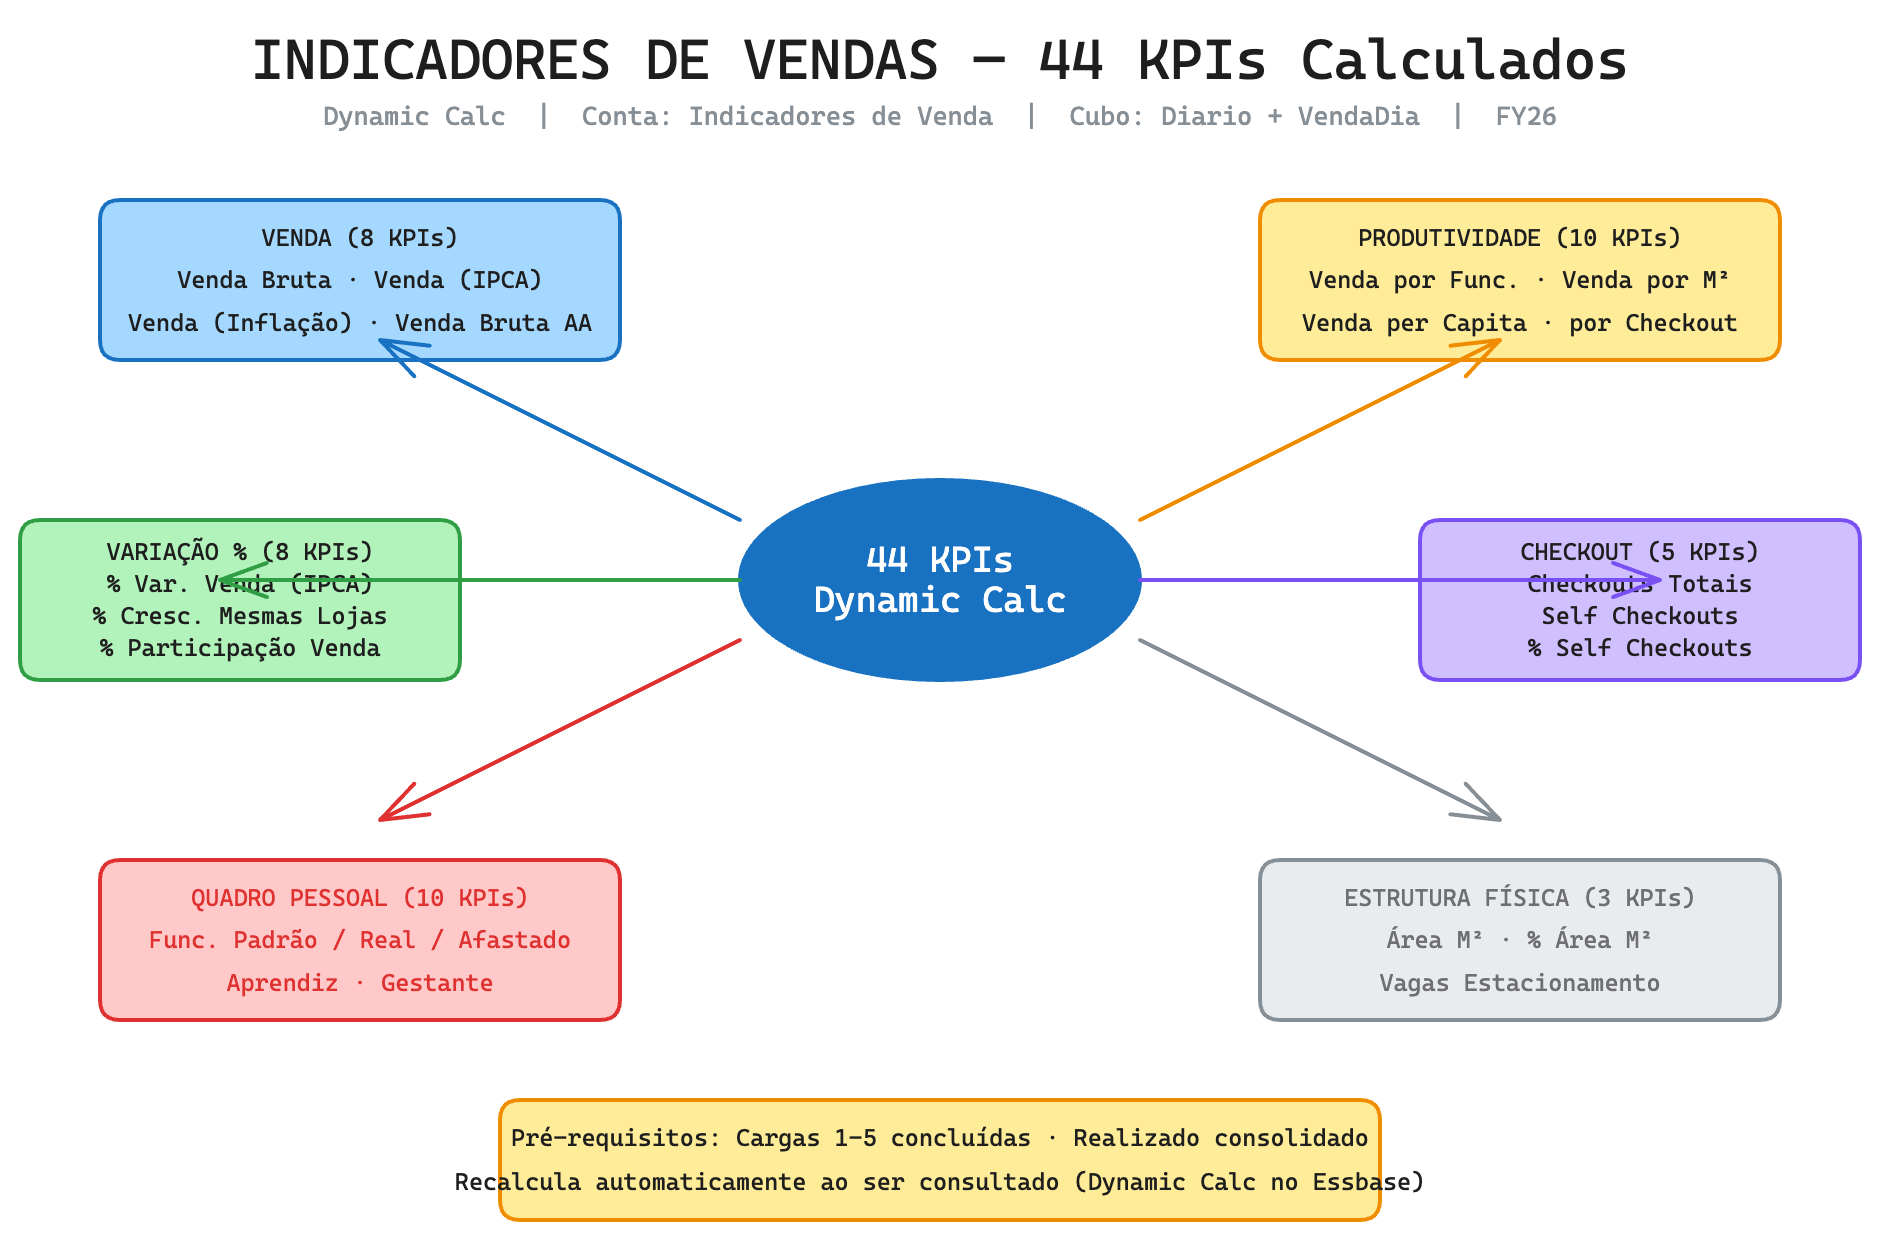 INDICADORES DE VENDAS — 44 KPIs Calculados
Dynamic Calc | Conta: Indicadores de Venda | Cubo: Diario + VendaDia | FY26
VENDA (8 KPIs)
Venda Bruta · Venda (IPCA)
Venda (Inflação) · Venda Bruta AA
PRODUTIVIDADE (10 KPIs)
Venda por Func. · Venda por M²
Venda per Capita · por Checkout
VARIAÇÃO % (8 KPIs)
% Var. Venda (IPCA)
% Cresc. Mesmas Lojas
% Participação Venda
44 KPIs
Dynamic Calc
CHECKOUT (5 KPIs)
Checkouts Totais
Self Checkouts
% Self Checkouts
QUADRO PESSOAL (10 KPIs)
Func. Padrão / Real / Afastado
Aprendiz · Gestante
ESTRUTURA FÍSICA (3 KPIs)
Área M² · % Área M²
Vagas Estacionamento
Pré-requisitos: Cargas 1-5 concluídas · Realizado consolidado
Recalcula automaticamente ao ser consultado (Dynamic Calc no Essbase)